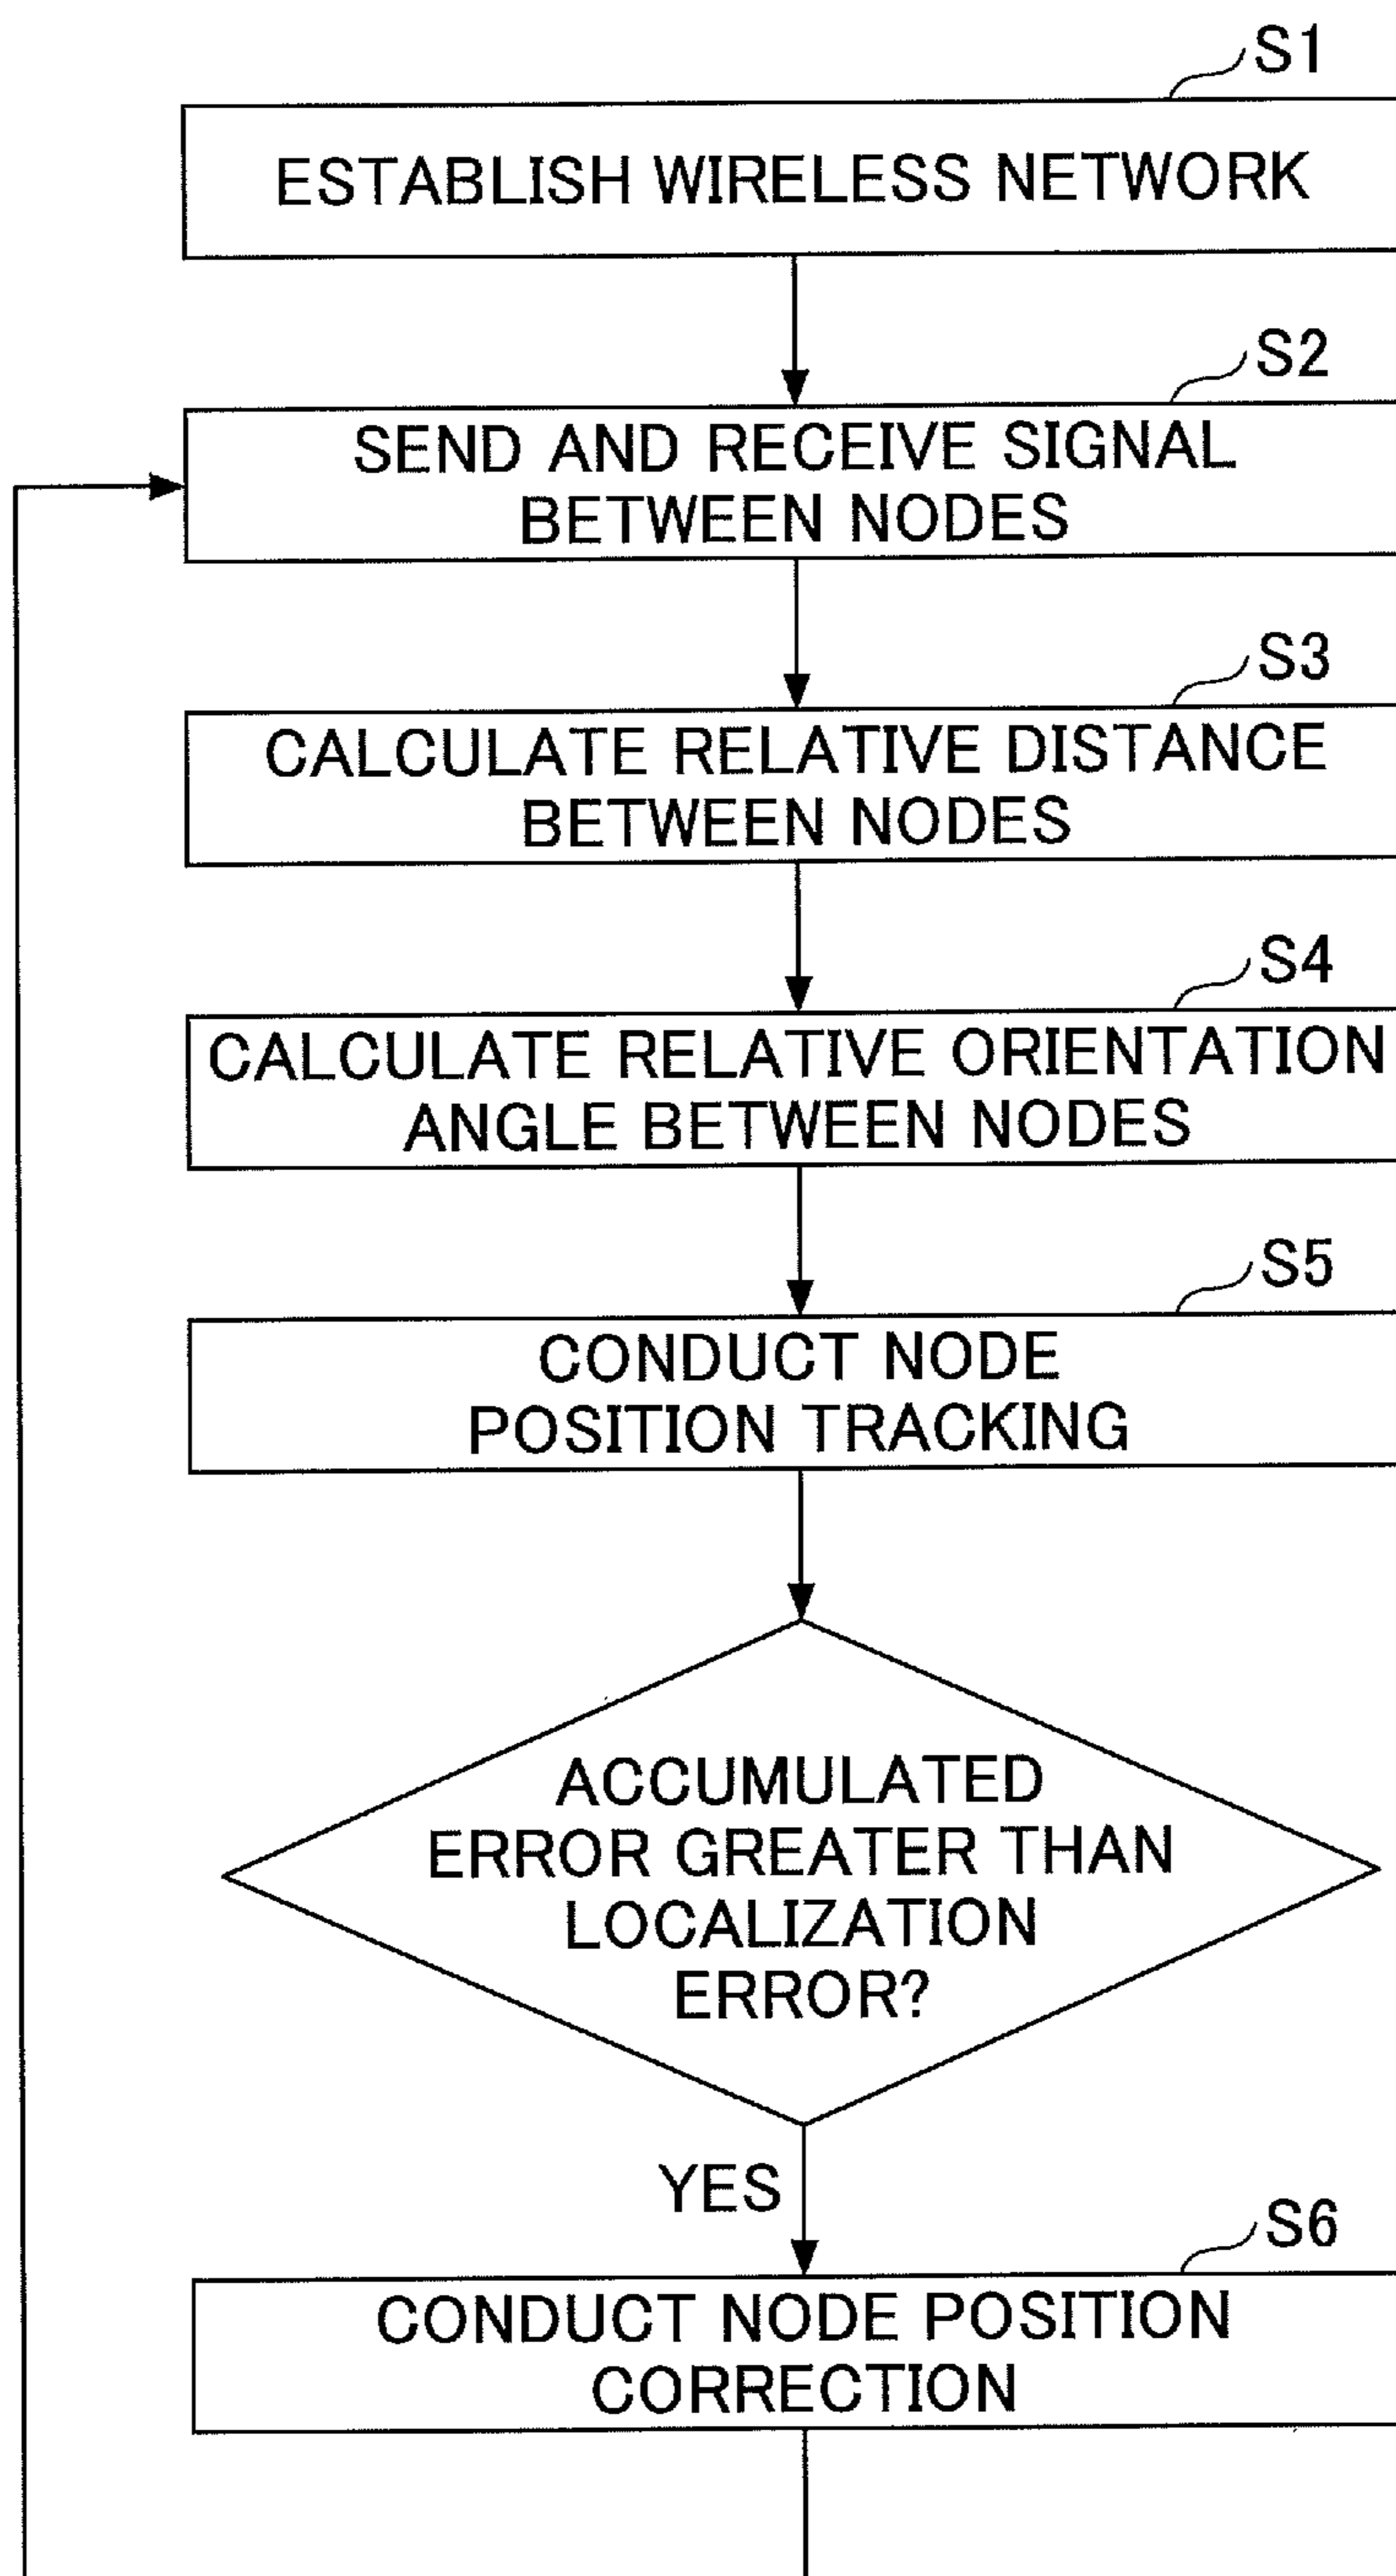 S1
ESTABLISH WIRELESS NETWORK
S2
SEND AND RECEIVE SIGNAL
BETWEEN NODES
S3
CALCULATE RELATIVE DISTANCE
BETWEEN NODES
S4
CALCULATE RELATIVE ORIENTATION
ANGLE BETWEEN NODES
S5
CONDUCT NODE
POSITION TRACKING
ACCUMULATED
ERROR GREATER THAN
LOCALIZATION
ERROR?
YES
S6
CONDUCT NODE POSITION
CORRECTION